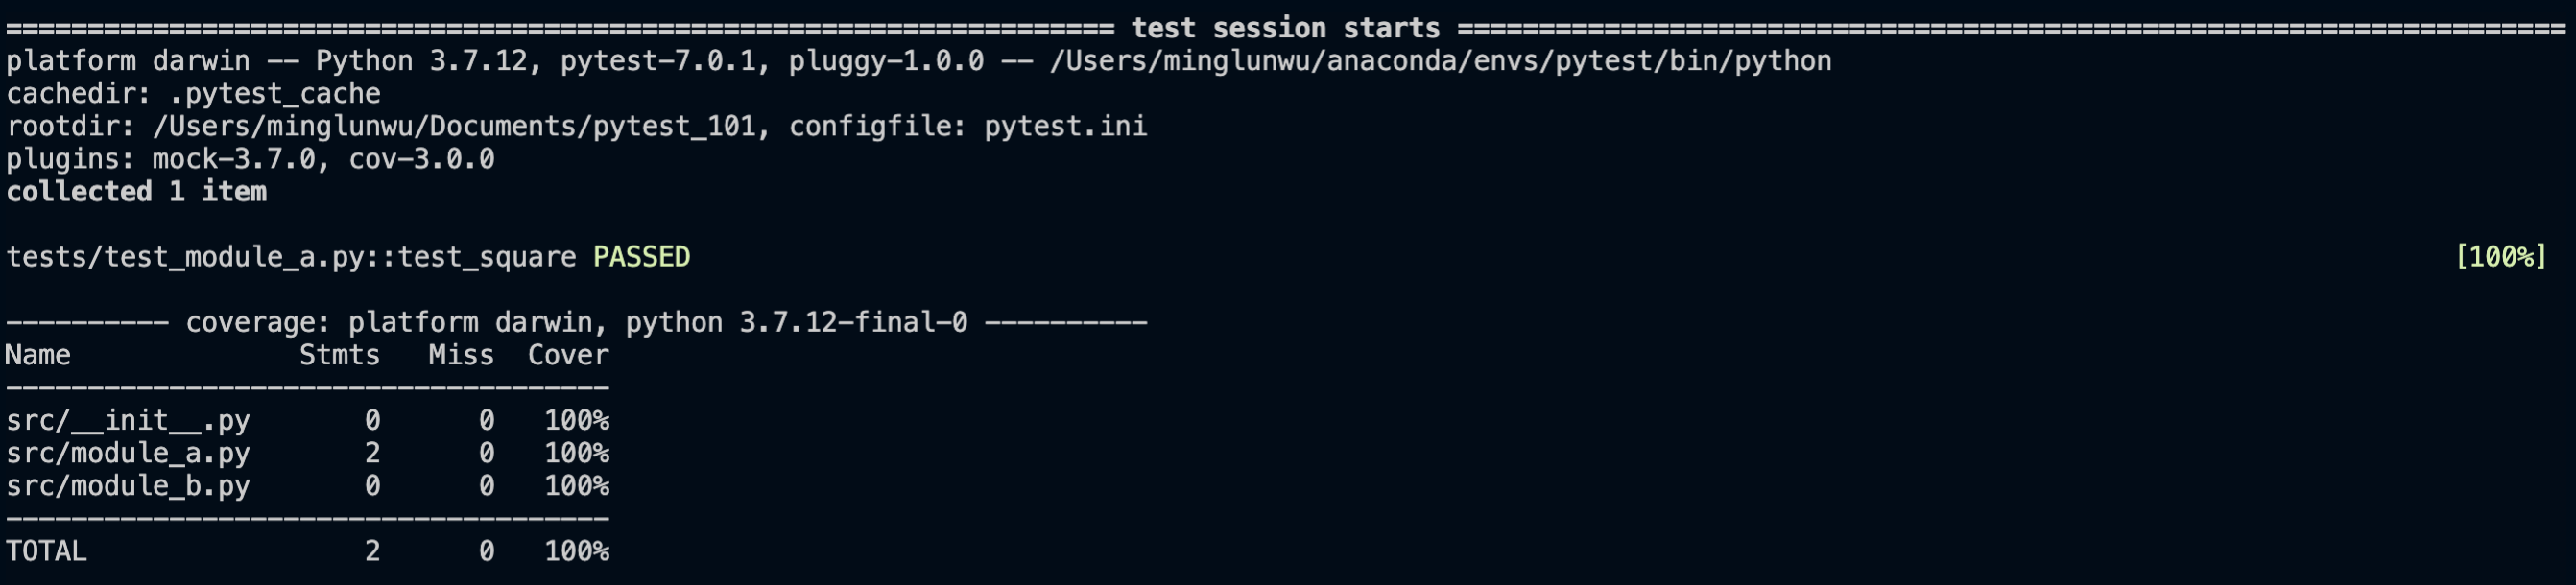 ==================================================================== test session starts ====================================================================
platform darwin -- Python 3.7.12, pytest-7.0.1, pluggy-1.0.0 -- /Users/minglunwu/anaconda/envs/pytest/bin/python
cachedir: .pytest_cache
rootdir: /Users/minglunwu/Documents/pytest_101, configfile: pytest.ini
plugins: mock-3.7.0, cov-3.0.0
collected 1 item
tests/test_module_a.py::test_square PASSED [100%]
---------- coverage: platform darwin, python 3.7.12-final-0 ----------
Name              Stmts   Miss  Cover
-------------------------------------
src/__init__.py       0      0   100%
src/module_a.py       2      0   100%
src/module_b.py       0      0   100%
-------------------------------------
TOTAL                 2      0   100%